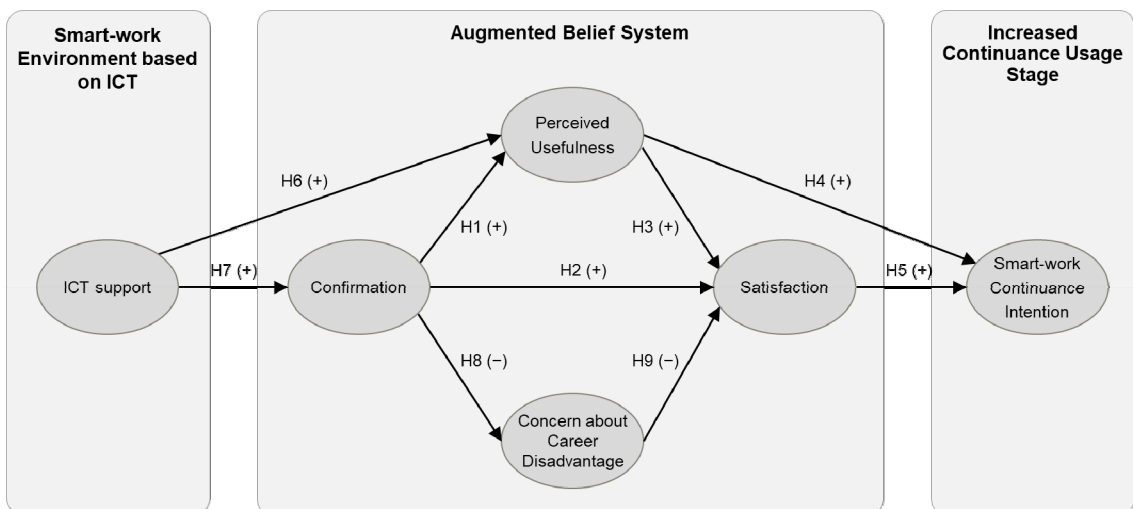 Smart-work
Environment based
on ICT
Augmented Belief System
Increased
Continuance Usage
Stage
Perceived
Usefulness
H6 (+)
H4 (+)
H1 (+)
H3 (+)
ICT support
H7 (+)
Confirmation
H2 (+)
Satisfaction
H5 (+)
Smart-work
Continuance
Intention
H8 (−)
H9 (−)
Concern about
Career
Disadvantage